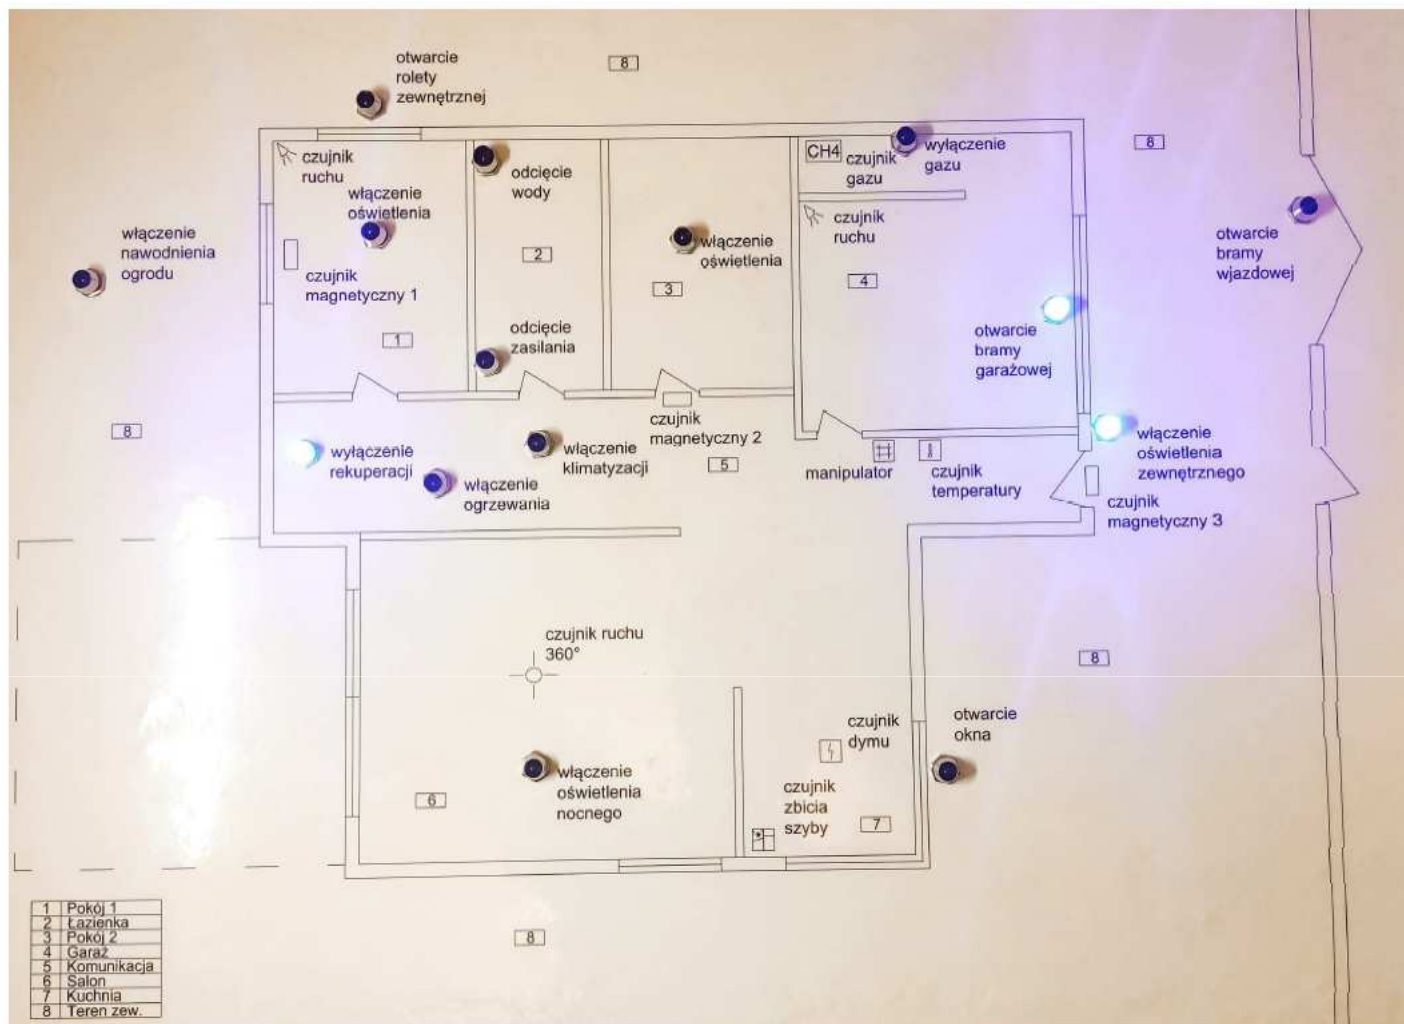 otwarcie
rolety
zewnętrznej
8
czujnik
ruchu
włączenie
oświetlenia
czujnik
magnetyczny 1
1
odcięcie
wody
2
odcięcie
zasilania
włączenie
oświetlenia
3
CH4
czujnik
gazu
wyłączenie
gazu
czujnik
ruchu
4
otwarcie
bramy
garażowej
8
otwarcie
bramy
wjazdowej
włączenie
nawodnienia
ogrodu
8
wyłączenie
rekuperacji
włączenie
ogrzewania
włączenie
klimatyzacji
czujnik
magnetyczny 2
5
manipulator
czujnik
temperatury
włączenie
oświetlenia
zewnętrznego
czujnik
magnetyczny 3
czujnik ruchu
360°
włączenie
oświetlenia
nocnego
6
czujnik
dymu
czujnik
zbicia
szyby
7
otwarcie
okna
8
8
1 Pokój 1
2 Łazienka
3 Pokój 2
4 Garaż
5 Komunikacja
6 Salon
7 Kuchnia
8 Teren zew.